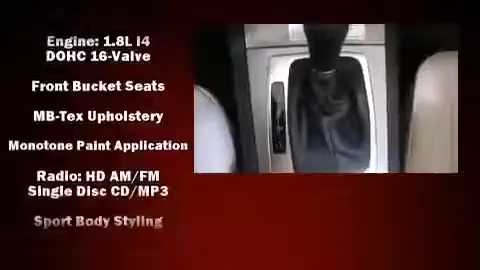 Engine: 1.8L I4
DOHC 16-Valve
Front Bucket Seats
MB-Tex Upholstery
Monotone Paint Application
Radio: HD AM/FM
Single Disc CD/MP3
Sport Body Styling